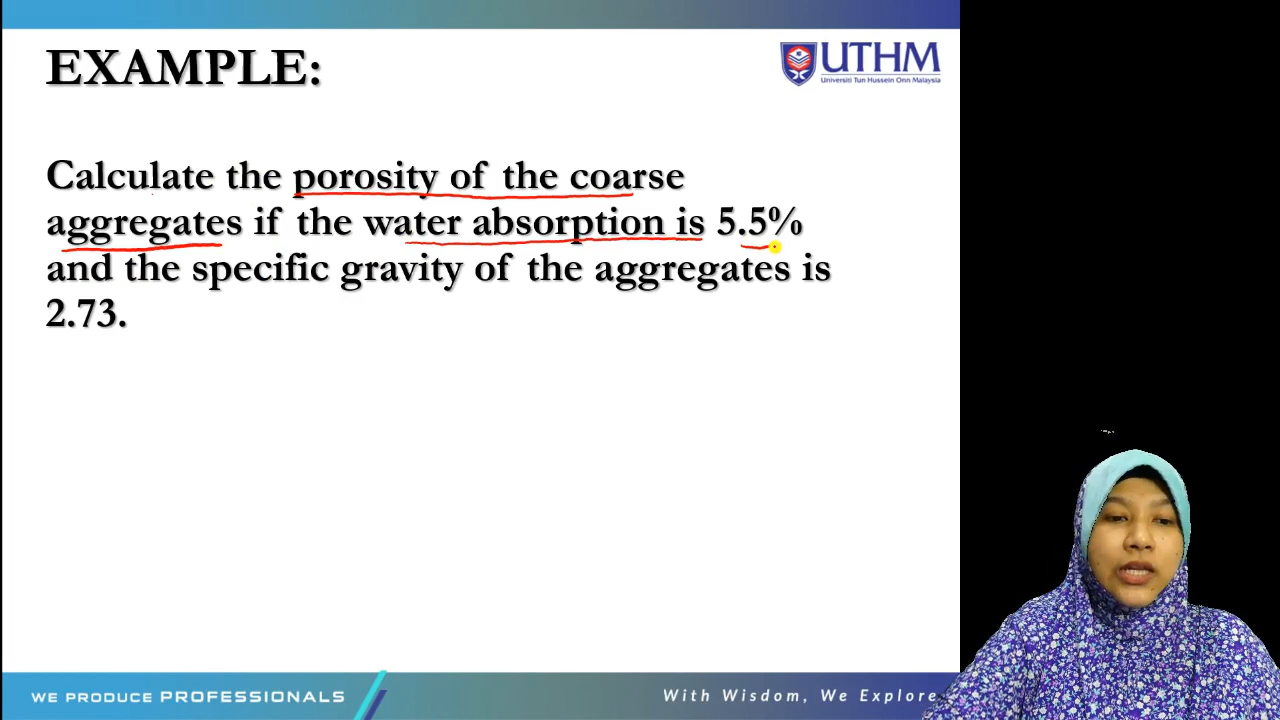 EXAMPLE:
UTHM
Universiti Tun Hussein Onn Malaysia
Calculate the porosity of the coarse
aggregates if the water absorption is 5.5%
and the specific gravity of the aggregates is
2.73.
WE PRODUCE PROFESSIONALS
With Wisdom, We Explore